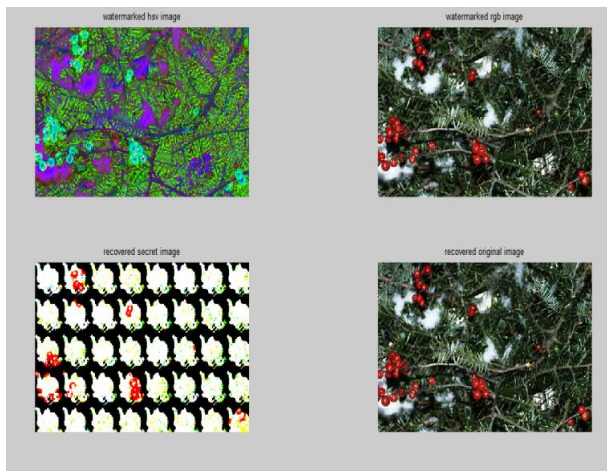 watermarked hsv image
watermarked rgb image
recovered secret image
recovered original image